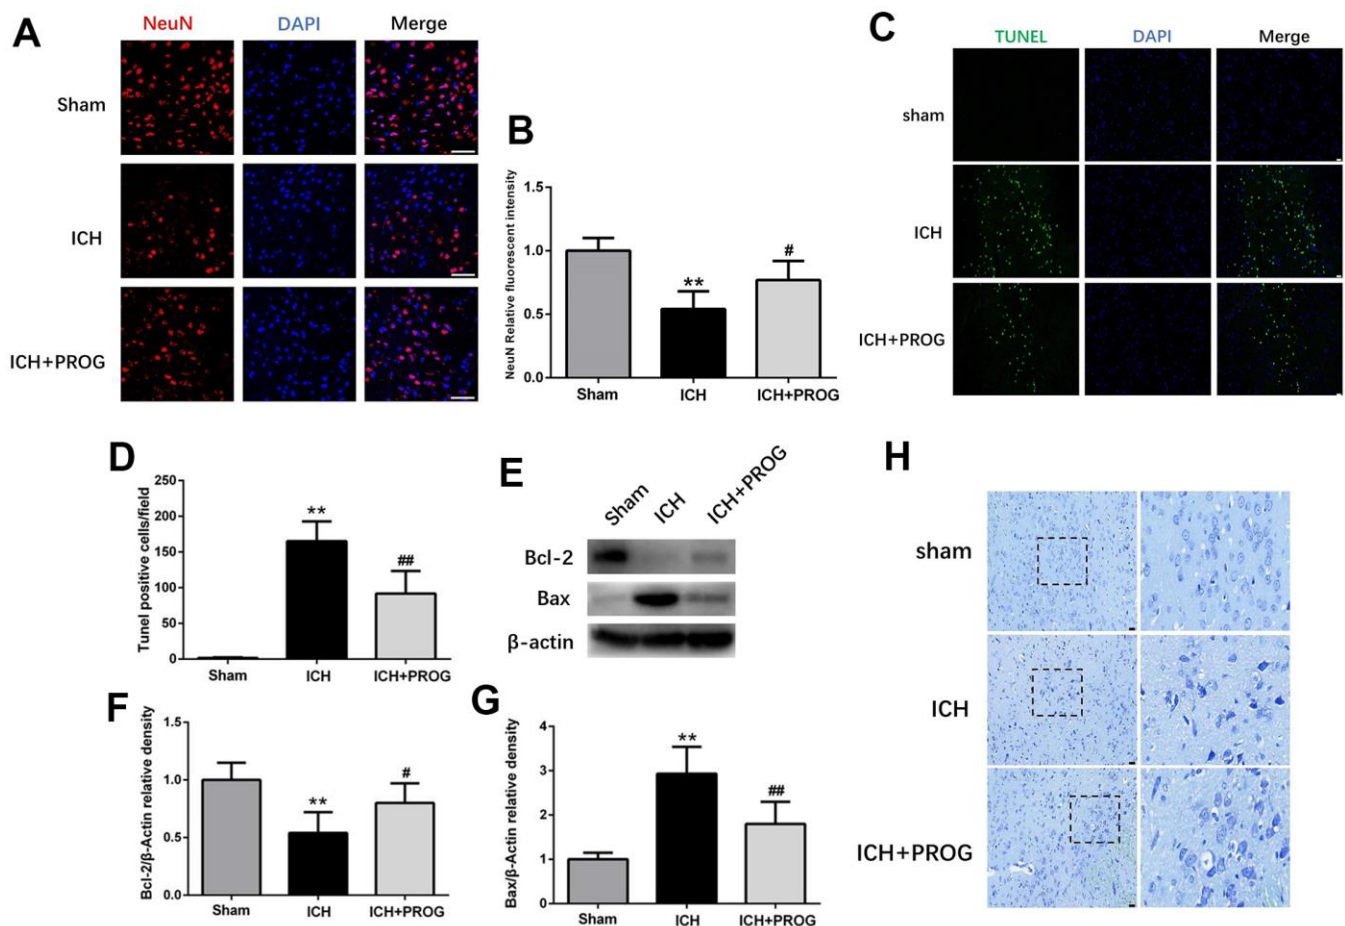 A
NeuN DAPI Merge
Sham
ICH
ICH+PROG
B
NeuN Relative fluorescent intensity
1.5
1.0
0.5
0.0
**
#
Sham ICH ICH+PROG
C
TUNEL DAPI Merge
sham
ICH
ICH+PROG
D
Tunel positive cells/field
250
200
150
100
50
0
**
##
Sham ICH ICH+PROG
E
Sham ICH ICH+PROG
Bcl-2
Bax
β-actin
F
Bcl-2/β-Actin relative density
1.5
1.0
0.5
0.0
**
#
Sham ICH ICH+PROG
G
Bax/β-Actin relative density
4
3
2
1
0
**
##
Sham ICH ICH+PROG
H
sham
ICH
ICH+PROG